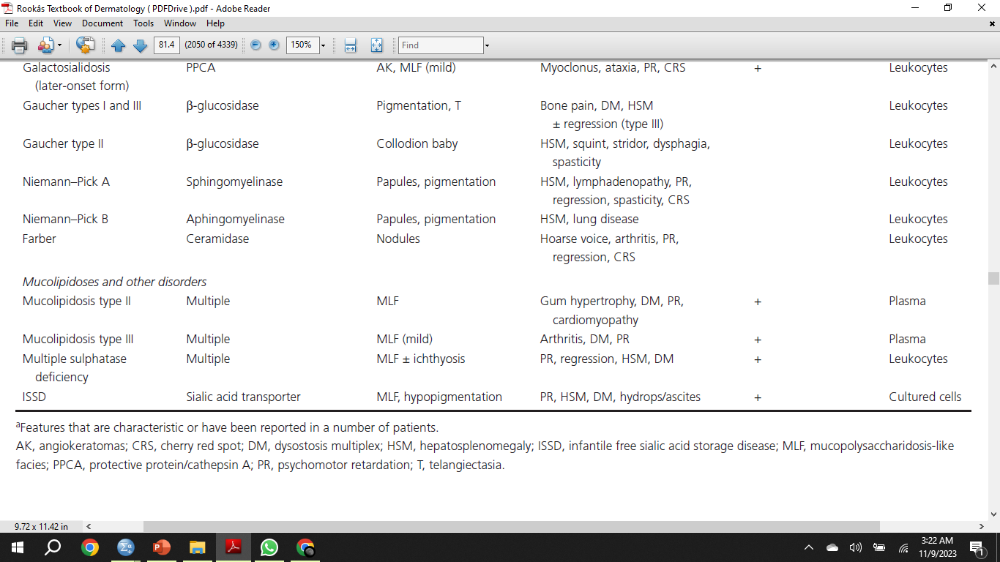 Rookâs Textbook of Dermatology ( PDFDrive ).pdf - Adobe Reader
File Edit View Document Tools Window Help
81.4 (2050 of 4339) 150% Find
Galactosialidosis PPCA AK, MLF (mild) Myoclonus, ataxia, PR, CRS + Leukocytes
(later-onset form)
Gaucher types I and III β-glucosidase Pigmentation, T Bone pain, DM, HSM Leukocytes
± regression (type III)
Gaucher type II β-glucosidase Collodion baby HSM, squint, stridor, dysphagia, Leukocytes
spasticity
Niemann–Pick A Sphingomyelinase Papules, pigmentation HSM, lymphadenopathy, PR, Leukocytes
regression, spasticity, CRS
Niemann–Pick B Aphingomyelinase Papules, pigmentation HSM, lung disease Leukocytes
Farber Ceramidase Nodules Hoarse voice, arthritis, PR, Leukocytes
regression, CRS
Mucolipidoses and other disorders
Mucolipidosis type II Multiple MLF Gum hypertrophy, DM, PR, + Plasma
cardiomyopathy
Mucolipidosis type III Multiple MLF (mild) Arthritis, DM, PR + Plasma
Multiple sulphatase Multiple MLF ± ichthyosis PR, regression, HSM, DM + Leukocytes
deficiency
ISSD Sialic acid transporter MLF, hypopigmentation PR, HSM, DM, hydrops/ascites + Cultured cells
aFeatures that are characteristic or have been reported in a number of patients.
AK, angiokeratomas; CRS, cherry red spot; DM, dysostosis multiplex; HSM, hepatosplenomegaly; ISSD, infantile free sialic acid storage disease; MLF, mucopolysaccharidosis-like
facies; PPCA, protective protein/cathepsin A; PR, psychomotor retardation; T, telangiectasia.
9.72 x 11.42 in
3:22 AM
11/9/2023
1